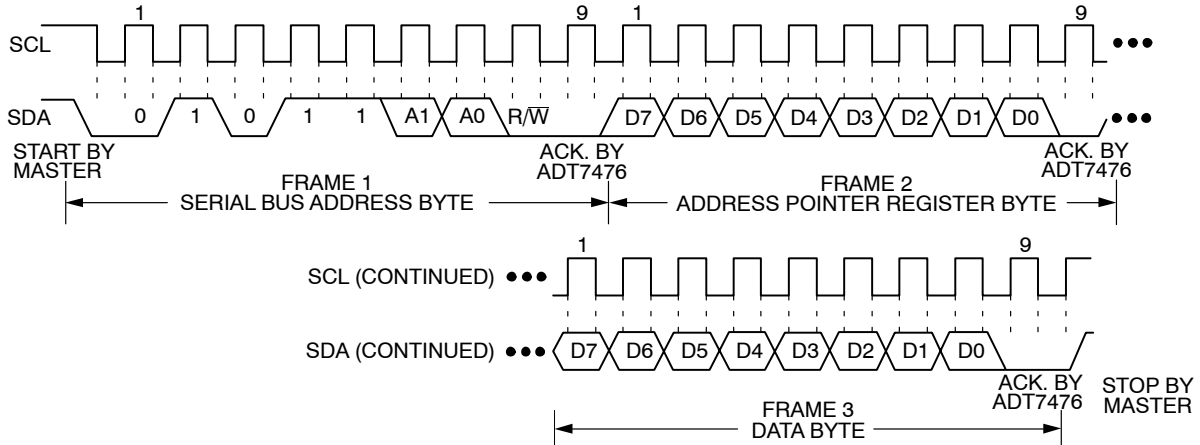 1 9 1 9
SCL
SDA 0 1 0 1 1 A1 A0 R/W̅ D7 D6 D5 D4 D3 D2 D1 D0
START BY
MASTER
ACK. BY
ADT7476
ACK. BY
ADT7476
FRAME 1
SERIAL BUS ADDRESS BYTE
FRAME 2
ADDRESS POINTER REGISTER BYTE
1 9
SCL (CONTINUED)
SDA (CONTINUED) D7 D6 D5 D4 D3 D2 D1 D0
ACK. BY
ADT7476
STOP BY
MASTER
FRAME 3
DATA BYTE